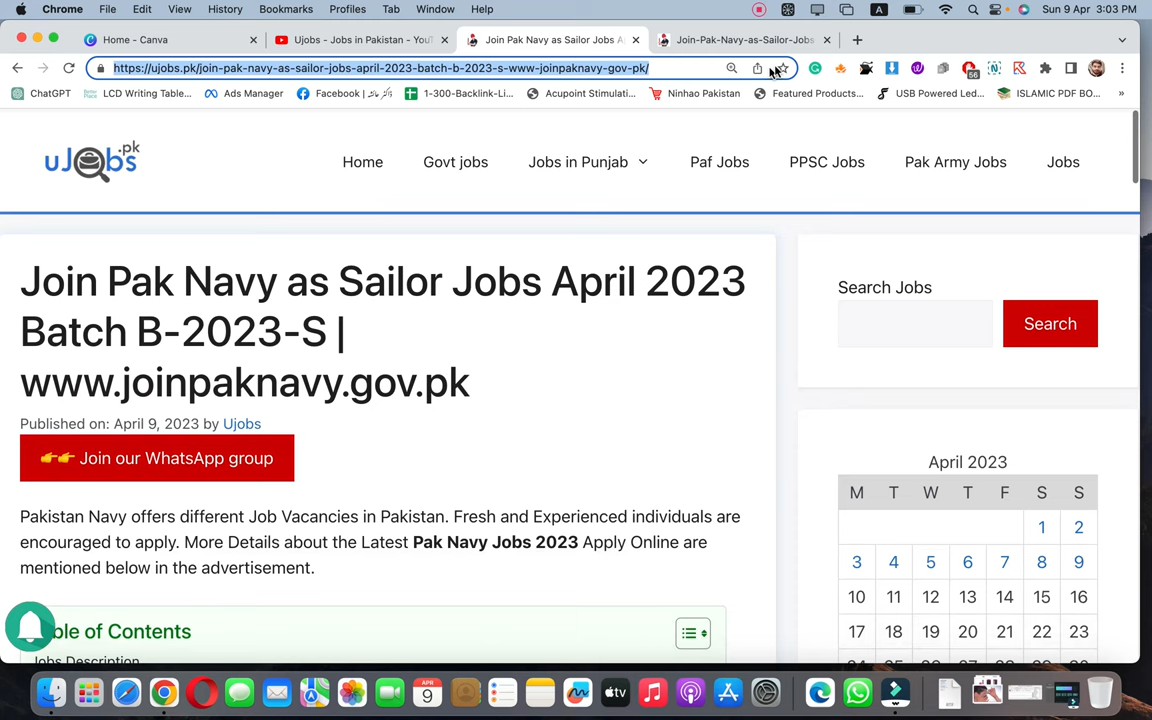 Chrome File Edit View History Bookmarks Profiles Tab Window Help A Sun 9 Apr 3:03 PM
Home - Canva Ujobs - Jobs in Pakistan - You Join Pak Navy as Sailor Jobs A Join-Pak-Navy-as-Sailor-Jobs-
https://ujobs.pk/join-pak-navy-as-sailor-jobs-april-2023-batch-b-2023-s-www-joinpaknavy-gov-pk/ 56
ChatGPT LCD Writing Table... Ads Manager Facebook | 1-300-Backlink-Li... Acupoint Stimulati... Ninhao Pakistan Featured Products... USB Powered Led... ISLAMIC PDF BO... »
uJobs.pk
Home Govt jobs Jobs in Punjab Paf Jobs PPSC Jobs Pak Army Jobs Jobs
Join Pak Navy as Sailor Jobs April 2023
Batch B-2023-S |
www.joinpaknavy.gov.pk
Published on: April 9, 2023 by Ujobs
👉👉 Join our WhatsApp group
Pakistan Navy offers different Job Vacancies in Pakistan. Fresh and Experienced individuals are
encouraged to apply. More Details about the Latest Pak Navy Jobs 2023 Apply Online are
mentioned below in the advertisement.
ble of Contents
Jobs Description
Search Jobs
Search
April 2023
M T W T F S S
1 2
3 4 5 6 7 8 9
10 11 12 13 14 15 16
17 18 19 20 21 22 23
APR
9
tv